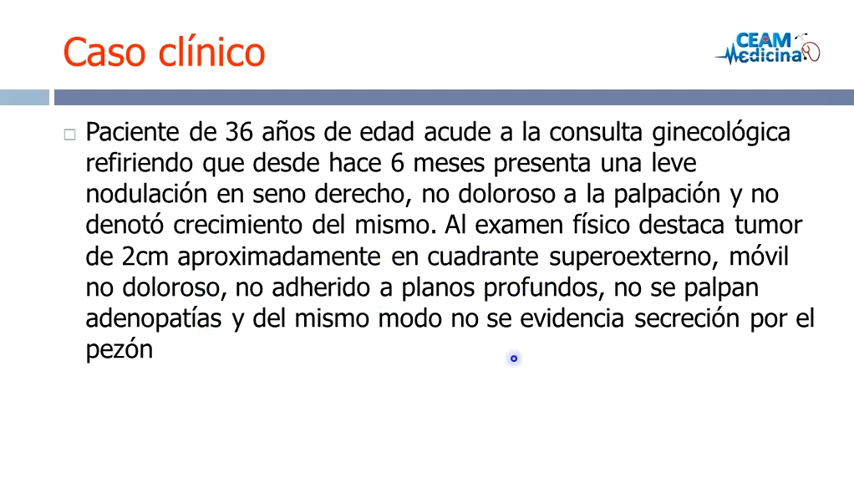 Caso clínico
CEAM
Medicina
Paciente de 36 años de edad acude a la consulta ginecológica
refiriendo que desde hace 6 meses presenta una leve
nodulación en seno derecho, no doloroso a la palpación y no
denotó crecimiento del mismo. Al examen físico destaca tumor
de 2cm aproximadamente en cuadrante superoexterno, móvil
no doloroso, no adherido a planos profundos, no se palpan
adenopatías y del mismo modo no se evidencia secreción por el
pezón